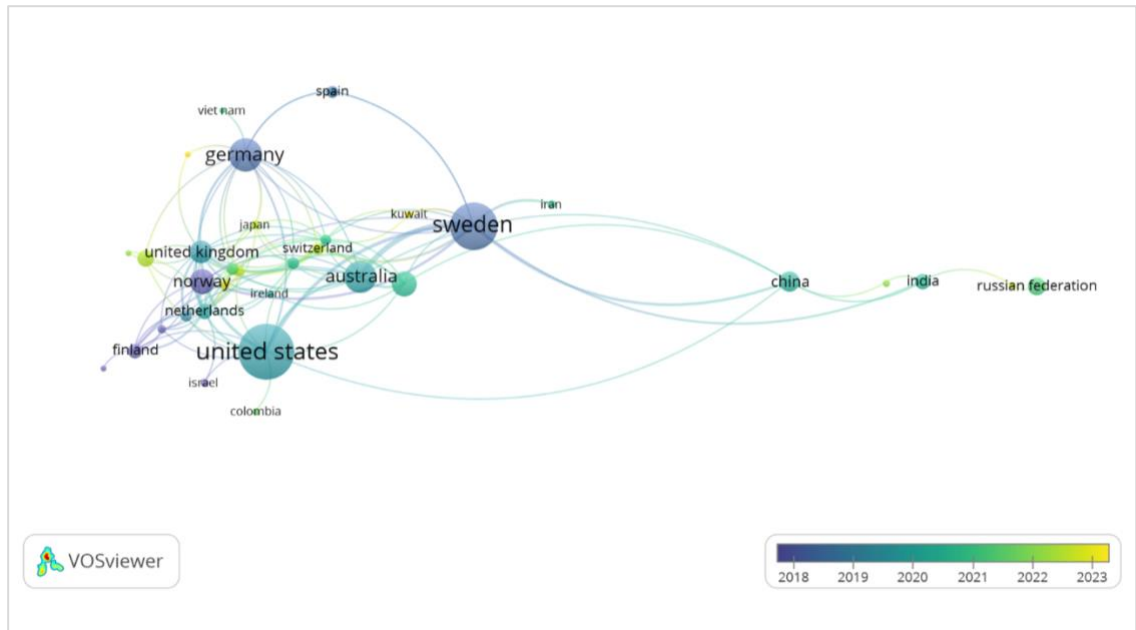 spain
viet nam
germany
iran
kuwait
sweden
japan
switzerland
united kingdom
australia
norway
ireland
china
india
russian federation
netherlands
finland
united states
israel
colombia
VOSviewer
2018 2019 2020 2021 2022 2023